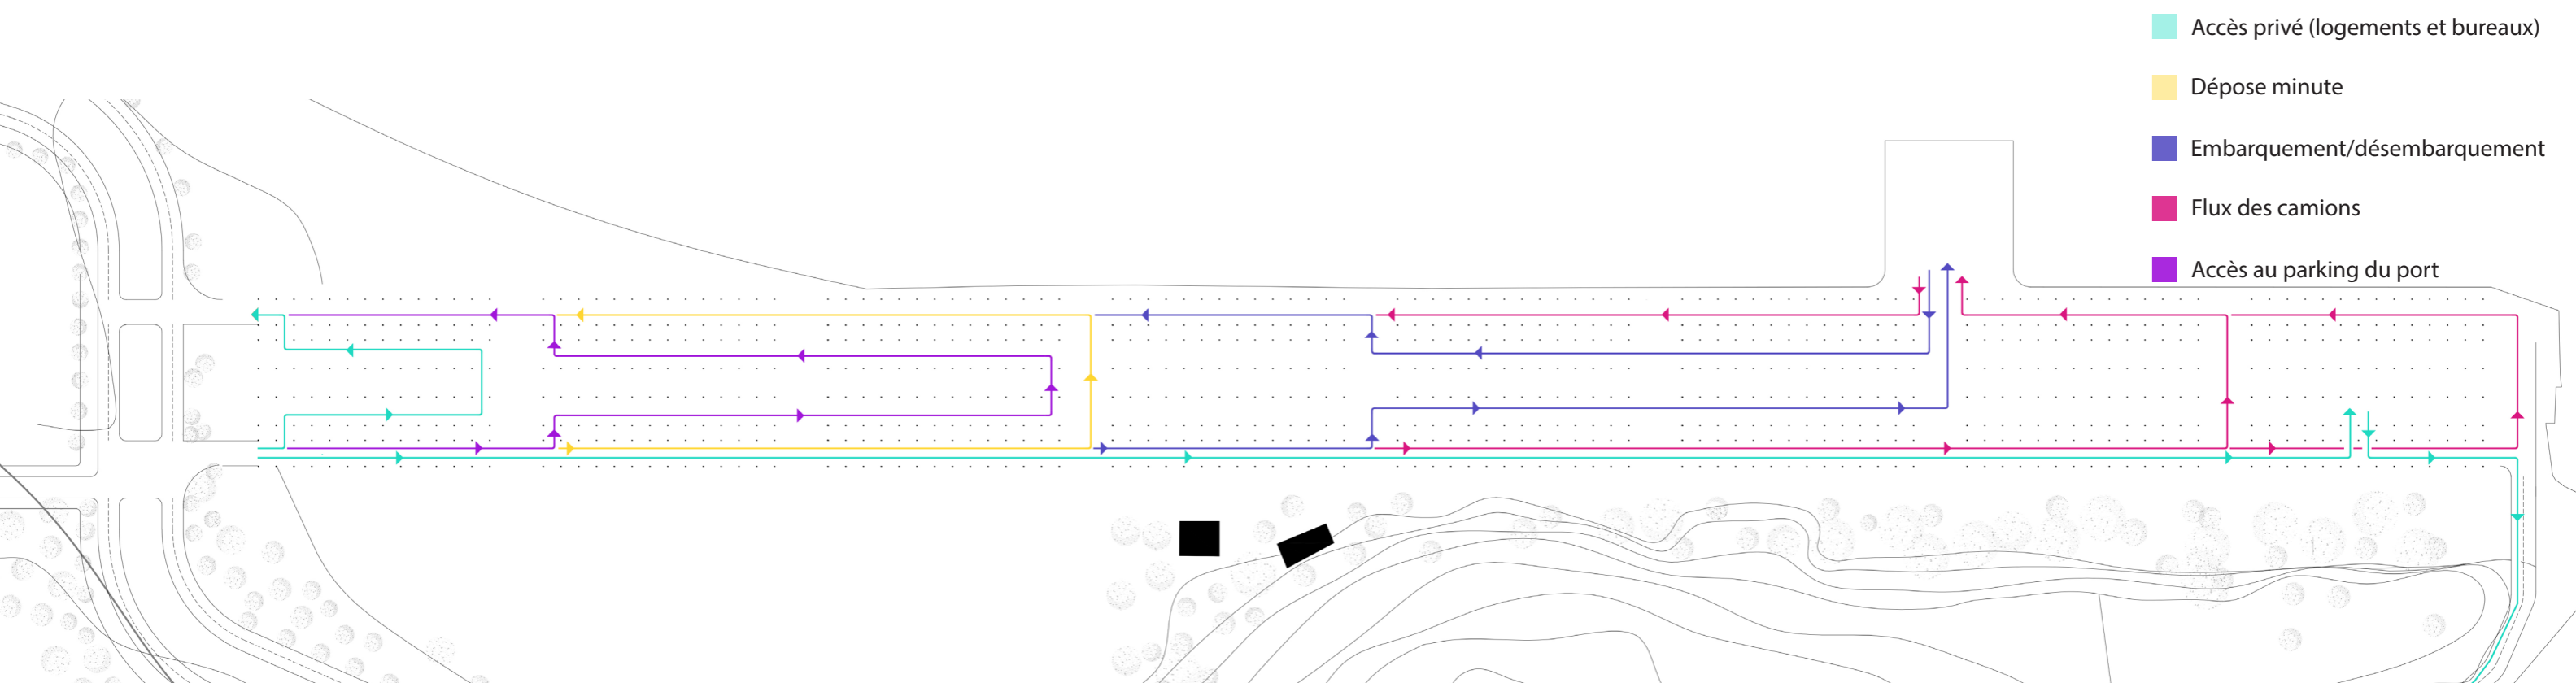 Accès privé (logements et bureaux)
Dépose minute
Embarquement/désembarquement
Flux des camions
Accès au parking du port